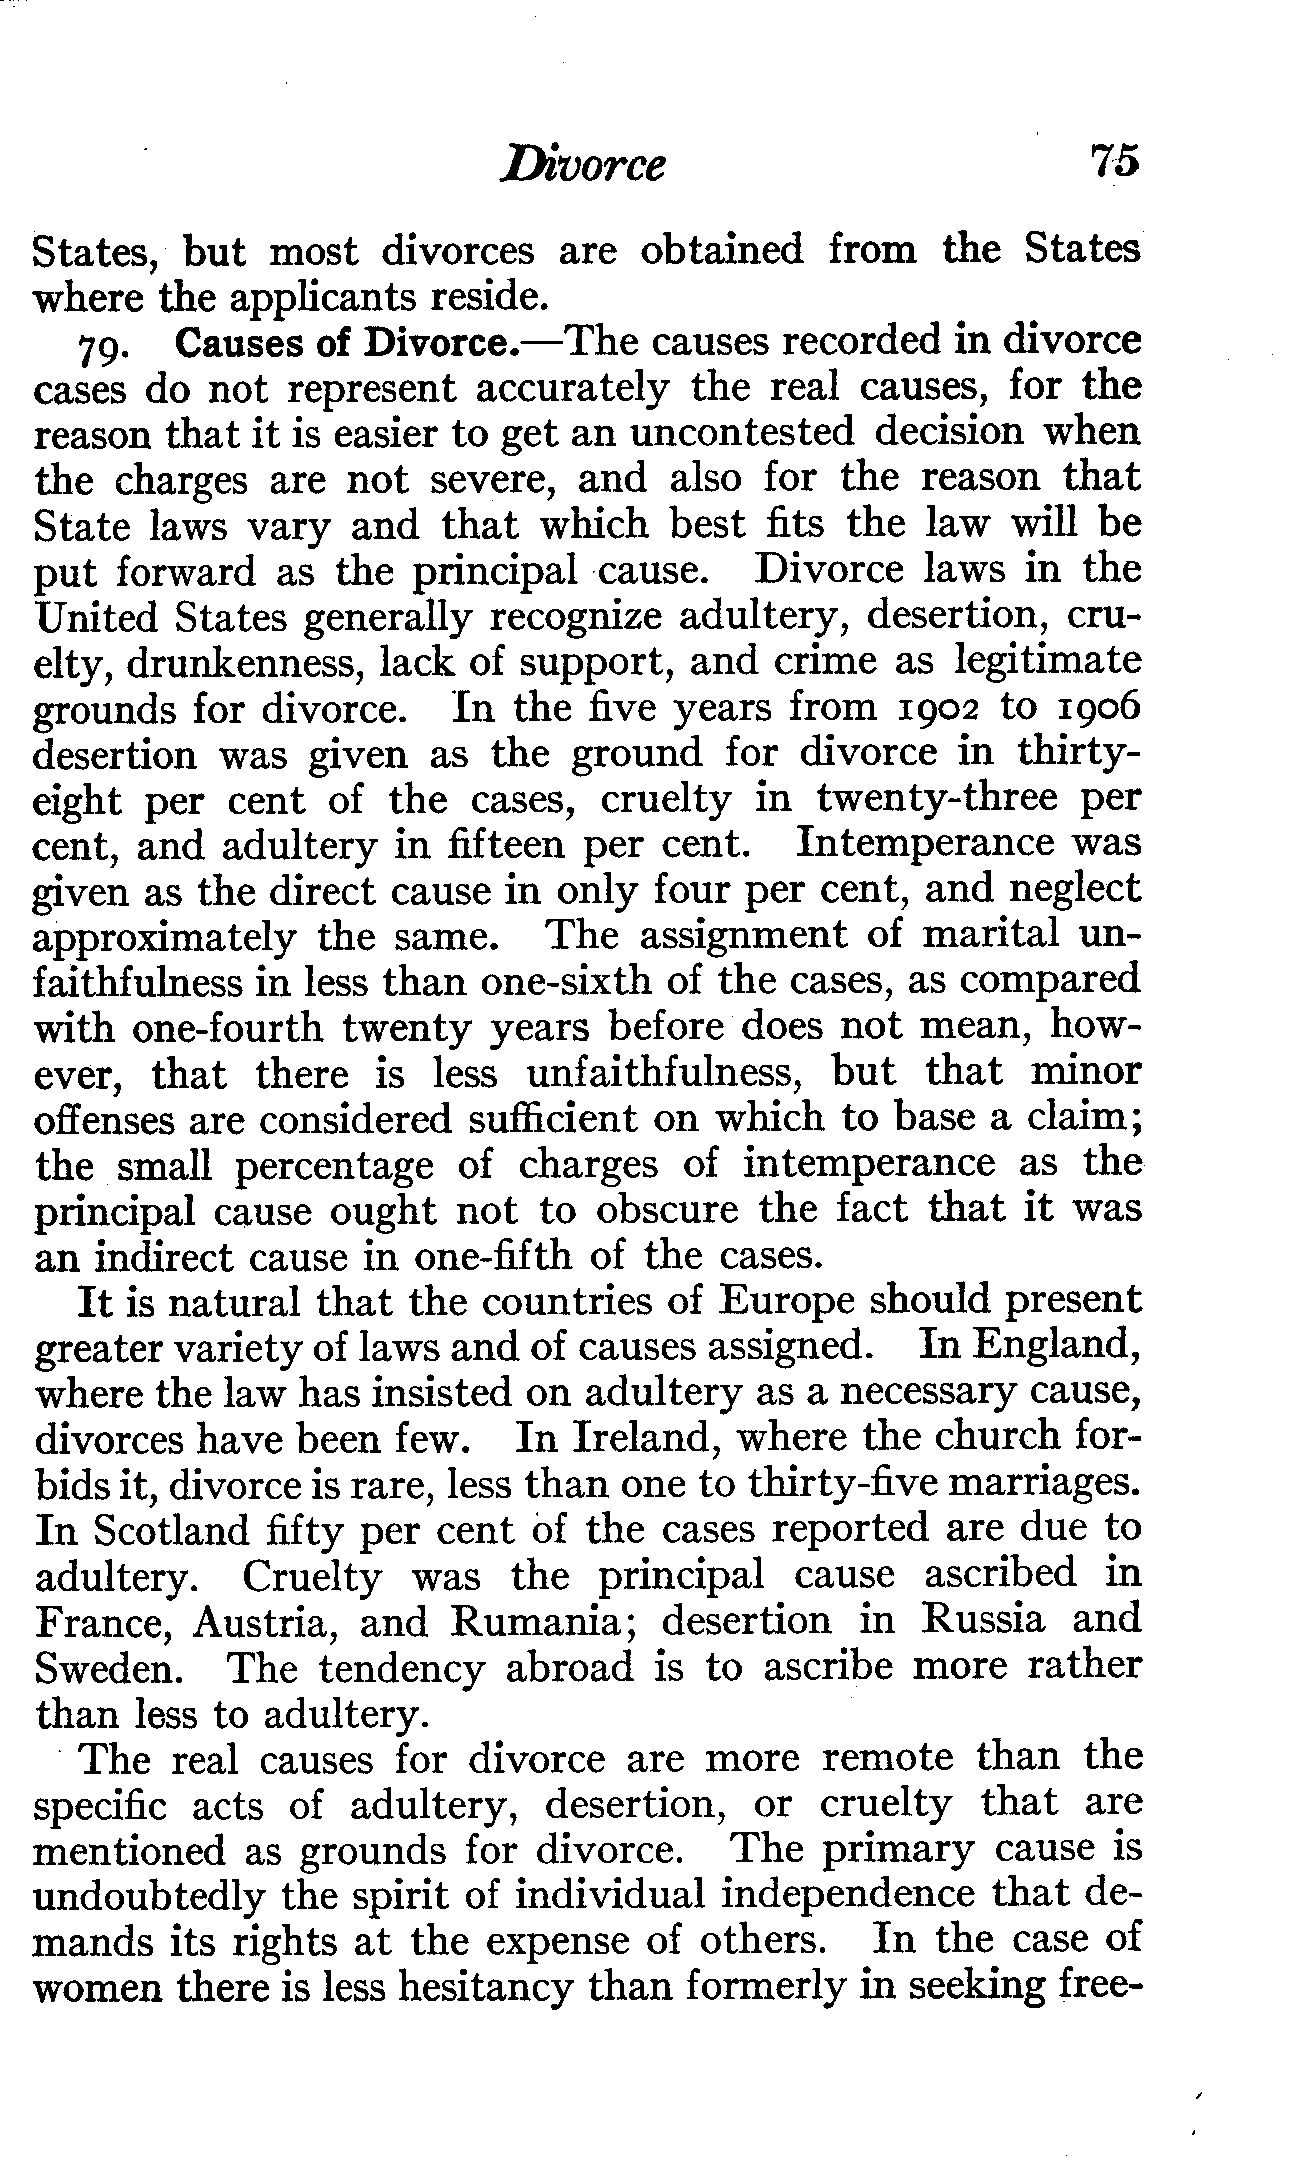 Divorce 75
States, but most divorces are obtained from the States
where the applicants reside.
79. Causes of Divorce.—The causes recorded in divorce
cases do not represent accurately the real causes, for the
reason that it is easier to get an uncontested decision when
the charges are not severe, and also for the reason that
State laws vary and that which best fits the law will be
put forward as the principal cause. Divorce laws in the
United States generally recognize adultery, desertion, cru-
elty, drunkenness, lack of support, and crime as legitimate
grounds for divorce. In the five years from 1902 to 1906
desertion was given as the ground for divorce in thirty-
eight per cent of the cases, cruelty in twenty-three per
cent, and adultery in fifteen per cent. Intemperance was
given as the direct cause in only four per cent, and neglect
approximately the same. The assignment of marital un-
faithfulness in less than one-sixth of the cases, as compared
with one-fourth twenty years before does not mean, how-
ever, that there is less unfaithfulness, but that minor
offenses are considered sufficient on which to base a claim;
the small percentage of charges of intemperance as the
principal cause ought not to obscure the fact that it was
an indirect cause in one-fifth of the cases.
It is natural that the countries of Europe should present
greater variety of laws and of causes assigned. In England,
where the law has insisted on adultery as a necessary cause,
divorces have been few. In Ireland, where the church for-
bids it, divorce is rare, less than one to thirty-five marriages.
In Scotland fifty per cent of the cases reported are due to
adultery. Cruelty was the principal cause ascribed in
France, Austria, and Rumania; desertion in Russia and
Sweden. The tendency abroad is to ascribe more rather
than less to adultery.
The real causes for divorce are more remote than the
specific acts of adultery, desertion, or cruelty that are
mentioned as grounds for divorce. The primary cause is
undoubtedly the spirit of individual independence that de-
mands its rights at the expense of others. In the case of
women there is less hesitancy than formerly in seeking free-